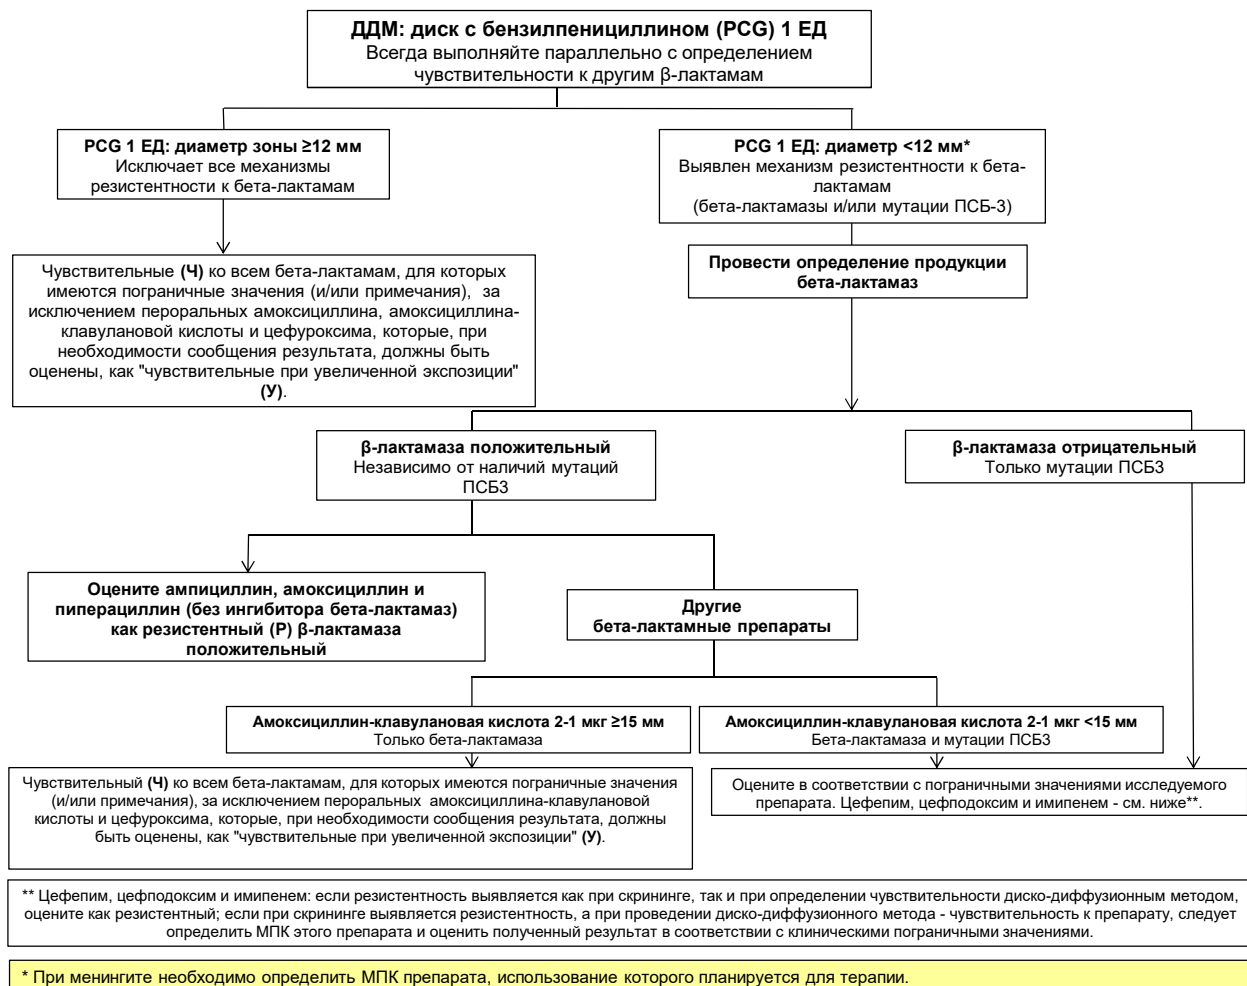 ДДМ: диск с бензилпенициллином (PCG) 1 ЕД
Всегда выполняйте параллельно с определением
чувствительности к другим β-лактамам
PCG 1 ЕД: диаметр зоны ≥12 мм
Исключает все механизмы
резистентности к бета-лактамам
PCG 1 ЕД: диаметр <12 мм*
Выявлен механизм резистентности к бета-
лактамам
(бета-лактамазы и/или мутации ПСБ-3)
Чувствительные (Ч) ко всем бета-лактамам, для которых
имеются пограничные значения (и/или примечания), за
исключением пероральных амоксициллина, амоксициллина-
клавулановой кислоты и цефуроксима, которые, при
необходимости сообщения результата, должны быть
оценены, как "чувствительные при увеличенной экспозиции"
(У).
Провести определение продукции
бета-лактамаз
β-лактамаза положительный
Независимо от наличий мутаций
ПСБ3
β-лактамаза отрицательный
Только мутации ПСБ3
Оцените ампициллин, амоксициллин и
пиперациллин (без ингибитора бета-лактамаз)
как резистентный (Р) β-лактамаза
положительный
Другие
бета-лактамные препараты
Амоксициллин-клавулановая кислота 2-1 мкг ≥15 мм
Только бета-лактамаза
Амоксициллин-клавулановая кислота 2-1 мкг <15 мм
Бета-лактамаза и мутации ПСБ3
Чувствительный (Ч) ко всем бета-лактамам, для которых имеются пограничные значения
(и/или примечания), за исключением пероральных амоксициллина-клавулановой
кислоты и цефуроксима, которые, при необходимости сообщения результата, должны
быть оценены, как "чувствительные при увеличенной экспозиции" (У).
Оцените в соответствии с пограничными значениями исследуемого
препарата. Цефепим, цефподоксим и имипенем - см. ниже**.
** Цефепим, цефподоксим и имипенем: если резистентность выявляется как при скрининге, так и при определении чувствительности диско-диффузионным методом,
оцените как резистентный; если при скрининге выявляется резистентность, а при проведении диско-диффузионного метода - чувствительность к препарату, следует
определить МПК этого препарата и оценить полученный результат в соответствии с клиническими пограничными значениями.
* При менингите необходимо определить МПК препарата, использование которого планируется для терапии.